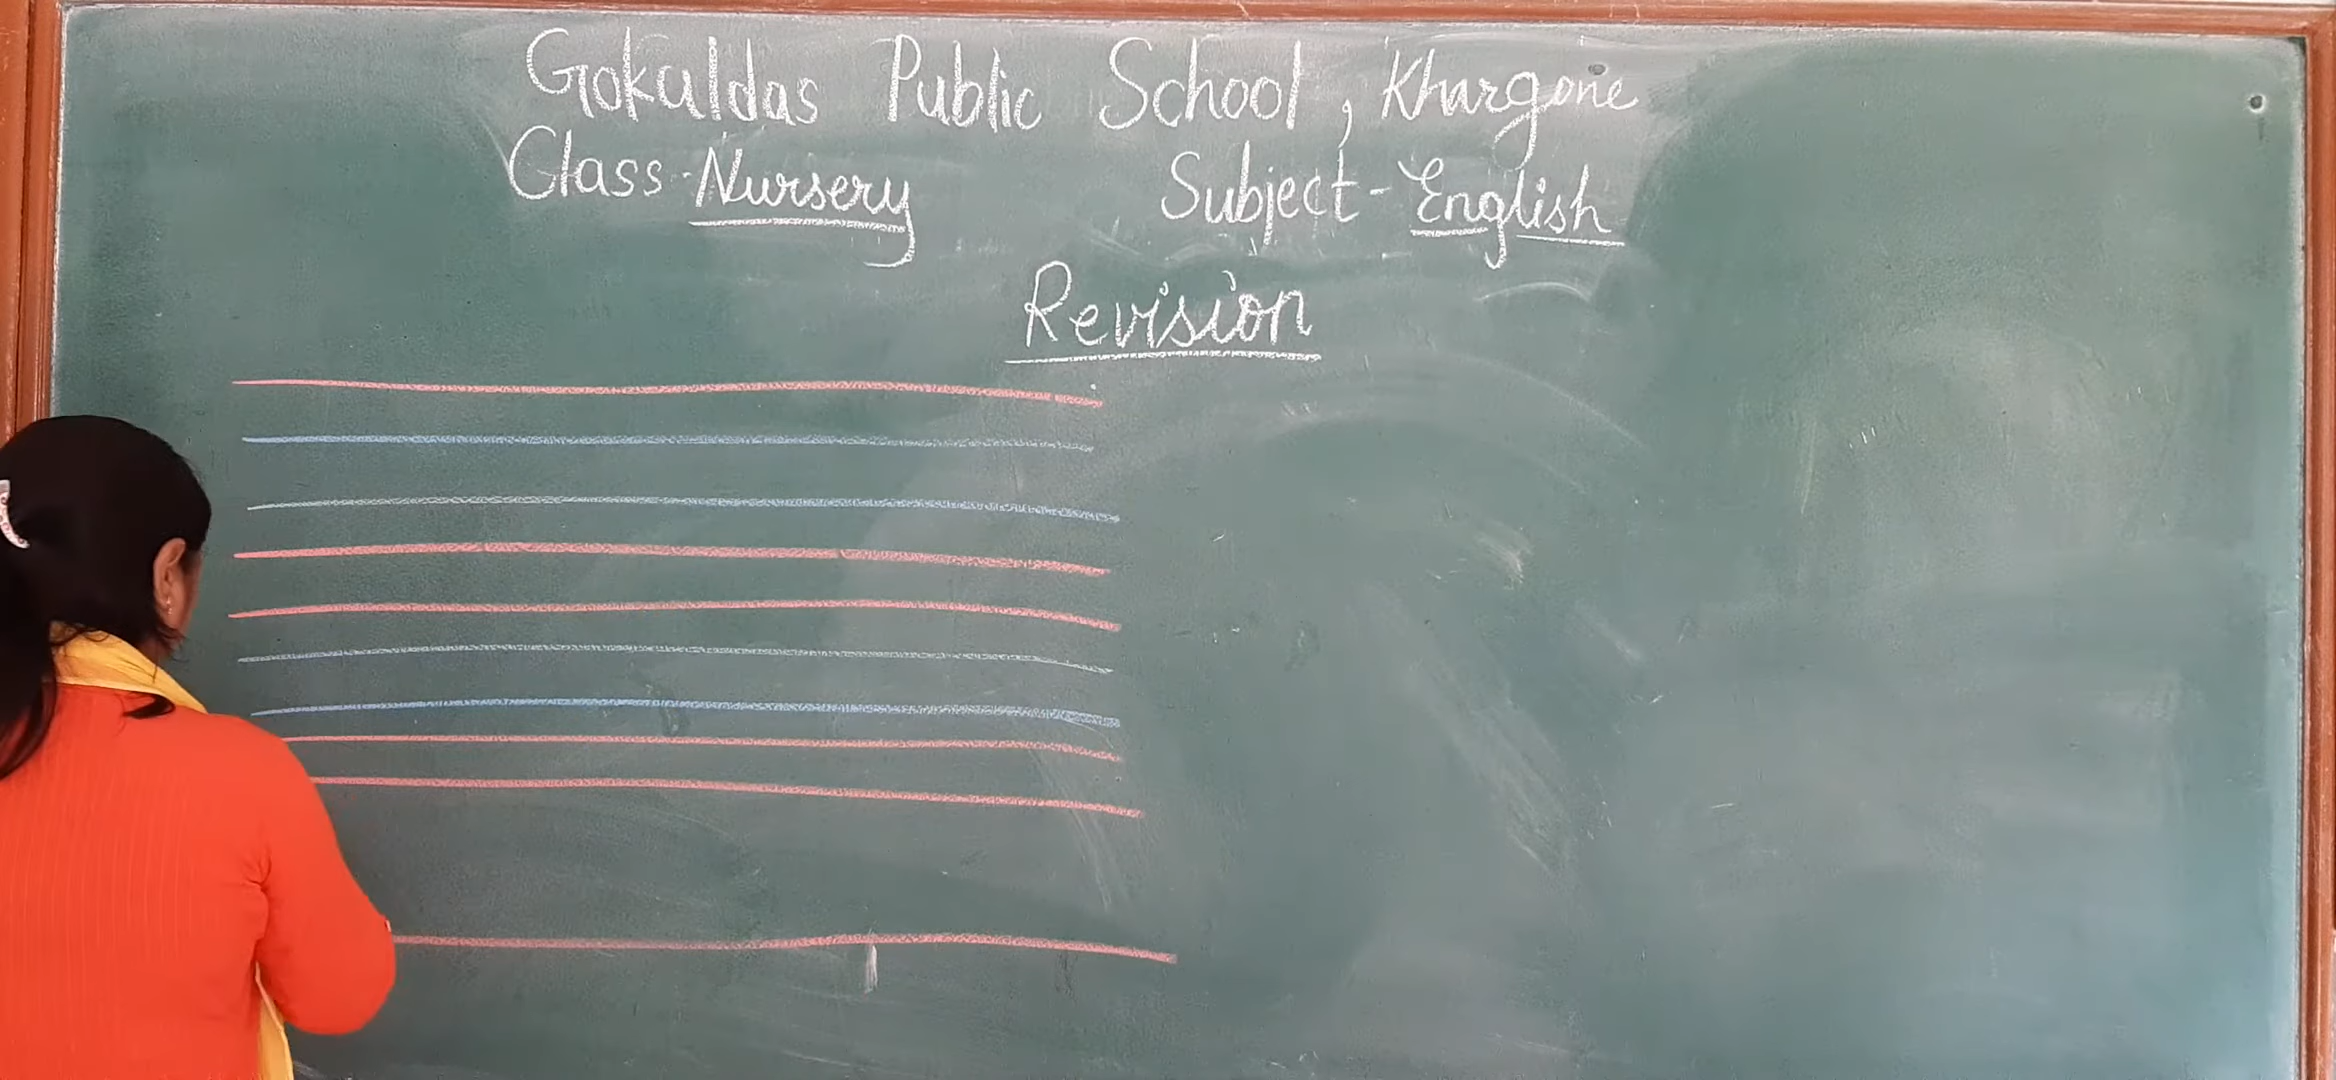 Gokuldas Public School, Khargone
Class-Nursery Subject-English
Revision